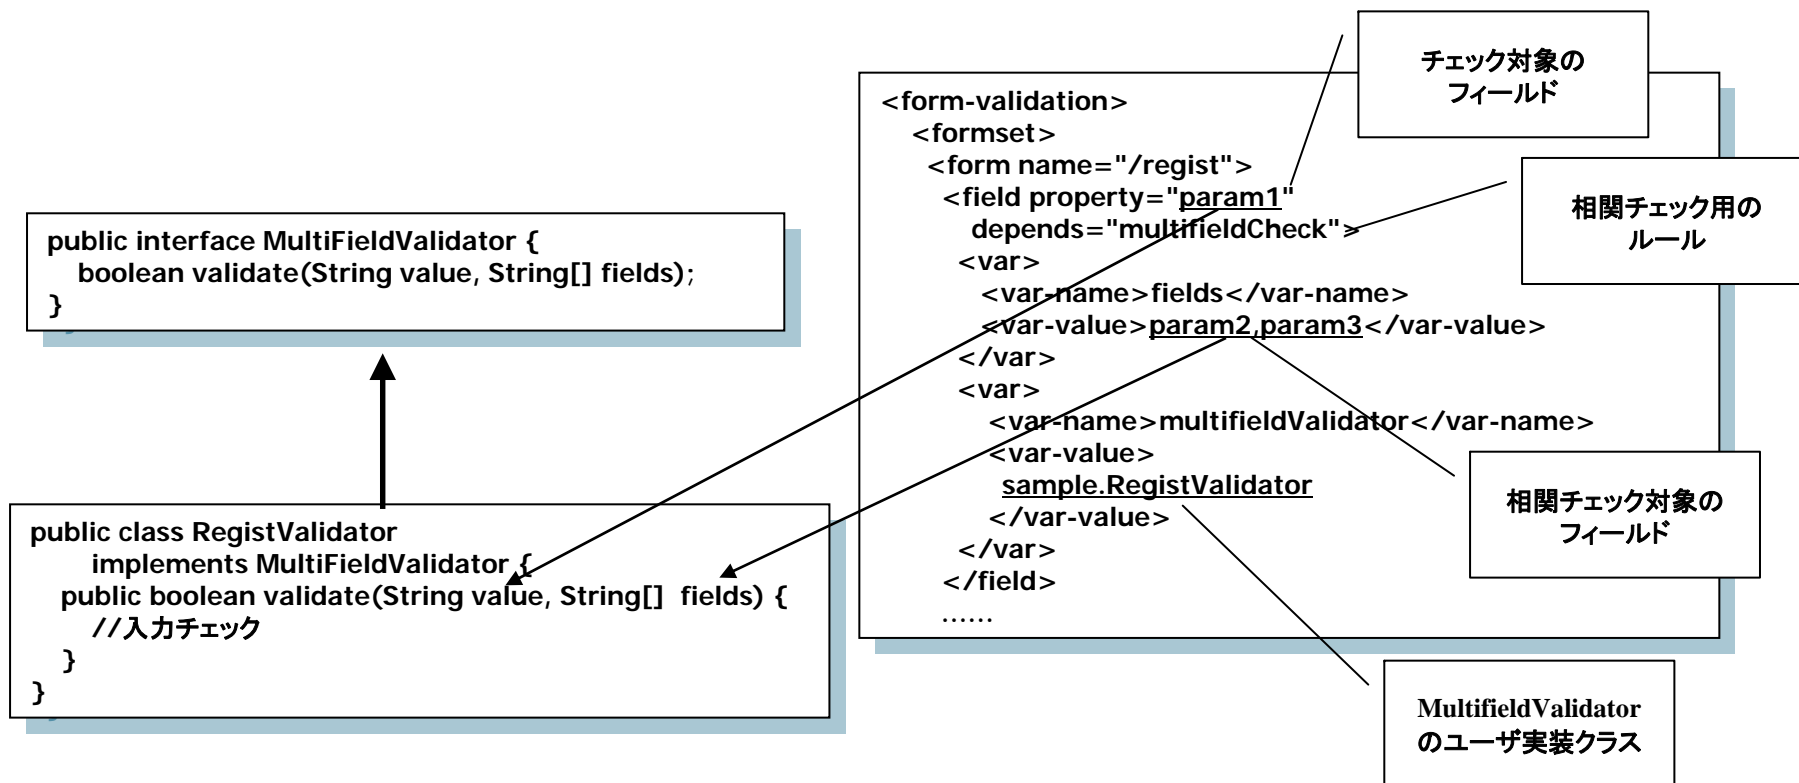 public interface MultiFieldValidator {
boolean validate(String value, String[] fields);
}
public class RegistValidator
implements MultiFieldValidator {
public boolean validate(String value, String[] fields) {
//入力チェック
}
}
<form-validation>
<formset>
<form name="/regist">
<field property="param1"
depends="multifieldCheck">
<var>
<var-name>fields</var-name>
<var-value>param2,param3</var-value>
</var>
<var>
<var-name>multifieldValidator</var-name>
<var-value>
sample.RegistValidator
</var-value>
</var>
</field>
……
チェック対象の
フィールド
相関チェック用の
ルール
相関チェック対象の
フィールド
MultifieldValidator
のユーザ実装クラス